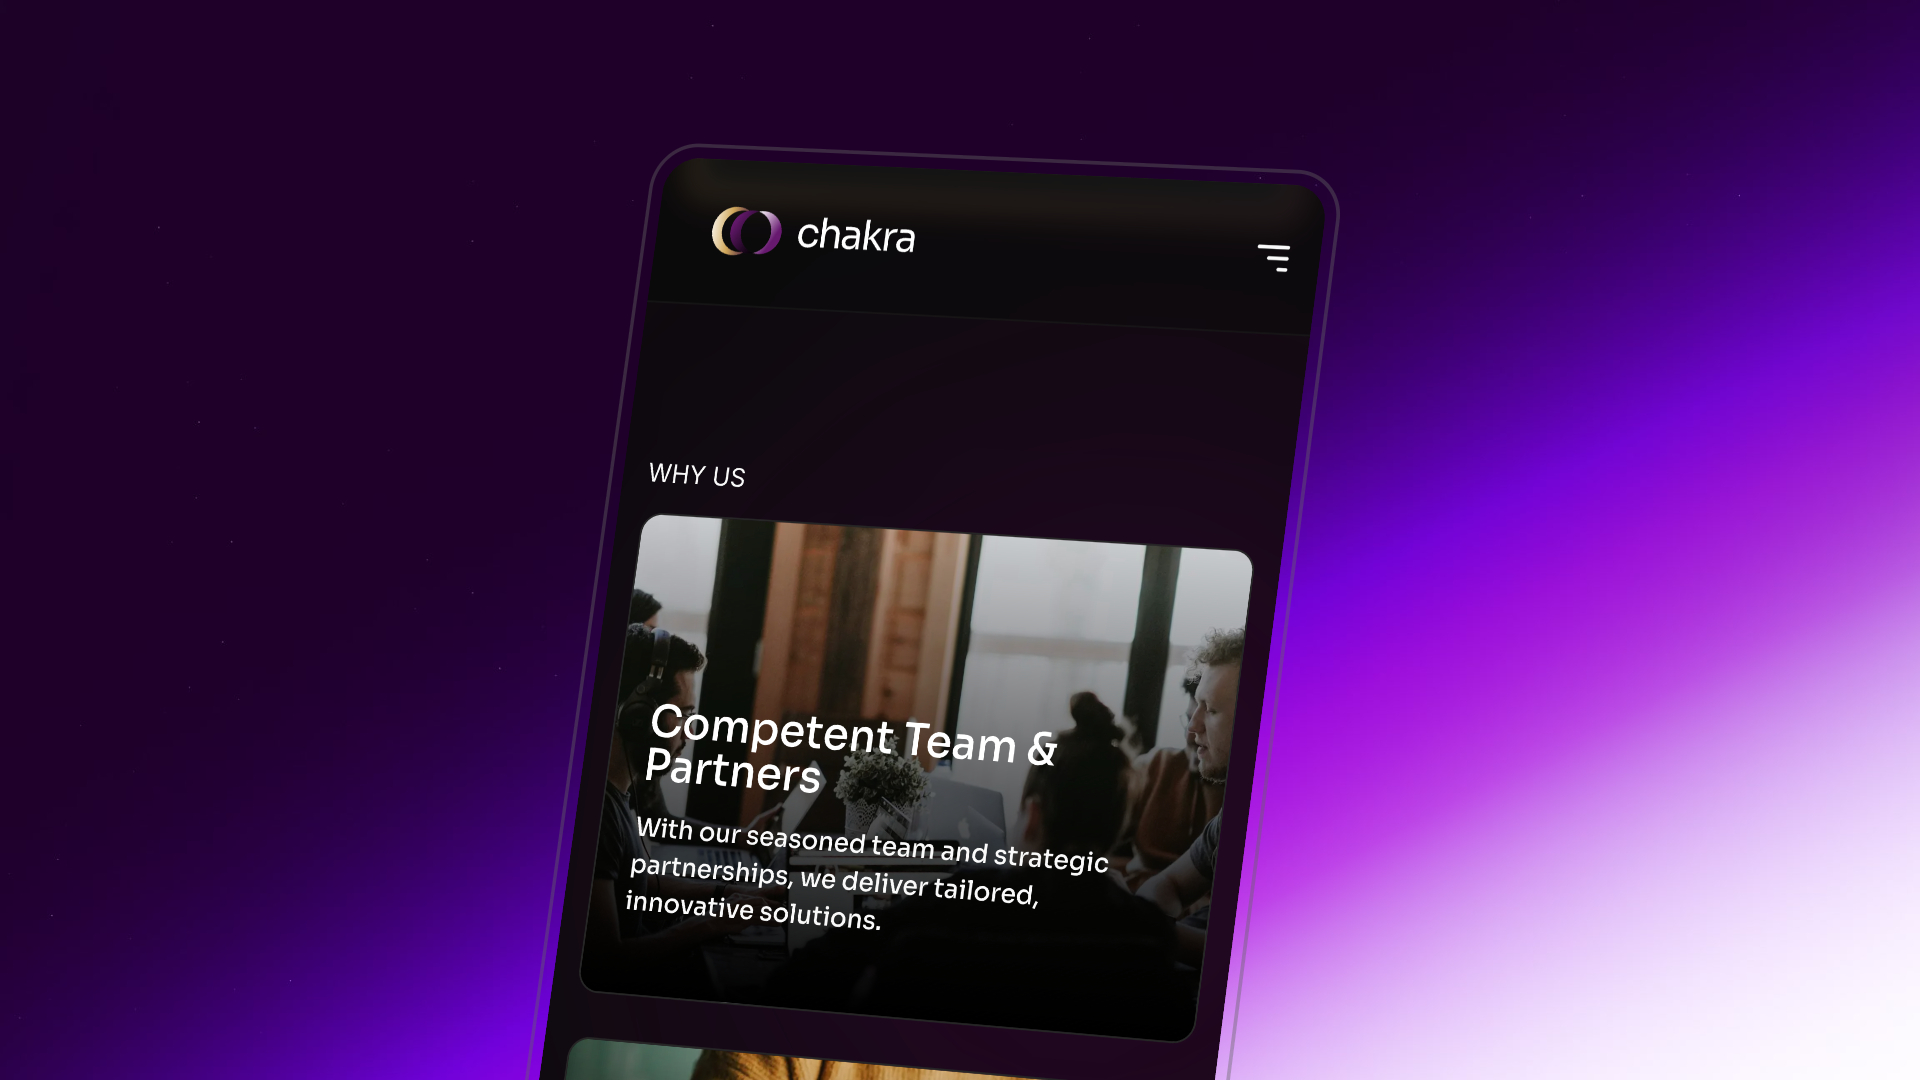 chakra
WHY US
Competent Team &
Partners
With our seasoned team and strategic
partnerships, we deliver tailored,
innovative solutions.